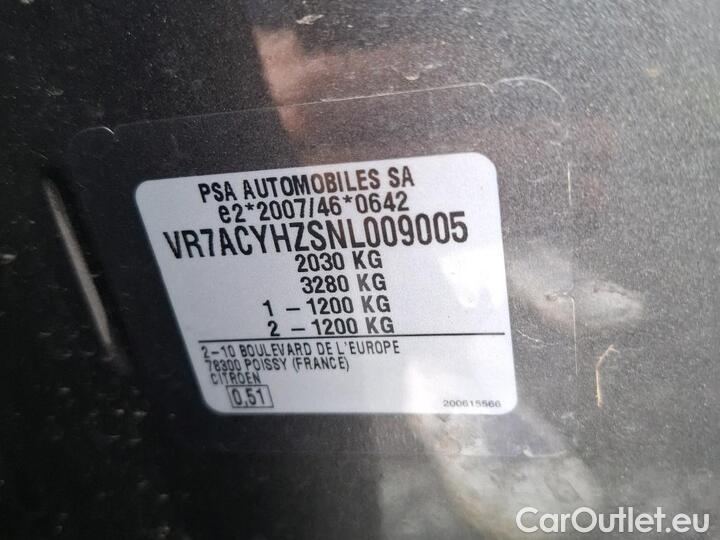 PSA AUTOMOBILES SA
e2*2007/46*0642
VR7ACYHZSNL009005
2030 KG
3280 KG
1 – 1200 KG
2 – 1200 KG
2–10 BOULEVARD DE L'EUROPE
78300 POISSY (FRANCE)
CITROEN
0,51
200615566
CarOutlet.eu